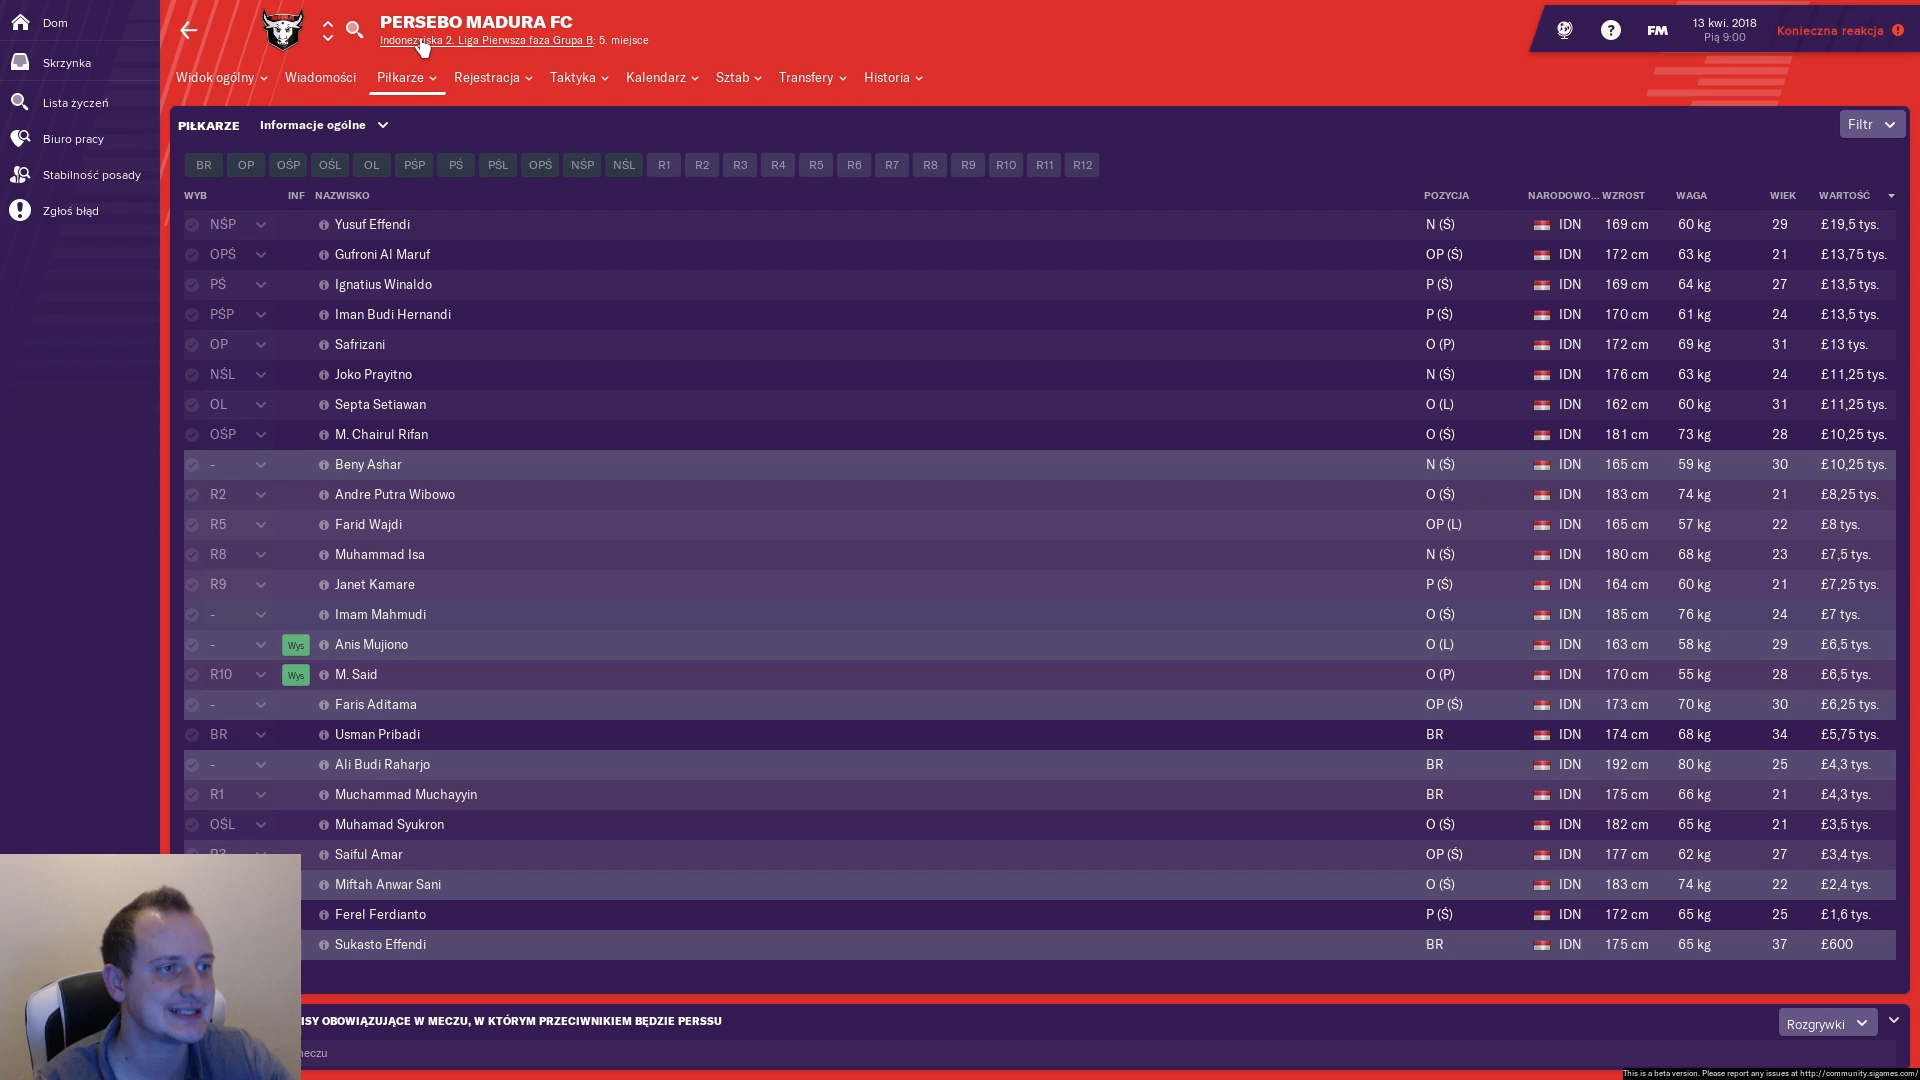 Dom
Skrzynka
Lista życzeń
Biuro pracy
Stabilność posady
Zgłoś błąd
PERSEBO MADURA FC
Indonezyjska 2. Liga Pierwsza faza Grupa B: 5. miejsce
? FM 13 kwi. 2018
Pią 9:00
Konieczna reakcja
Widok ogólny Wiadomości Piłkarze Rejestracja Taktyka Kalendarz Sztab Transfery Historia
PIŁKARZE Informacje ogólne Filtr
BR OP OŚP OŚL OL PŚP PŚ PŚL OPŚ NŚP NŚL R1 R2 R3 R4 R5 R6 R7 R8 R9 R10 R11 R12
WYB INF NAZWISKO POZYCJA NARODOWO... WZROST WAGA WIEK WARTOŚĆ
NŚP Yusuf Effendi N (Ś) IDN 169 cm 60 kg 29 £19,5 tys.
OPŚ Gufroni Al Maruf OP (Ś) IDN 172 cm 63 kg 21 £13,75 tys.
PŚ Ignatius Winaldo P (Ś) IDN 169 cm 64 kg 27 £13,5 tys.
PŚP Iman Budi Hernandi P (Ś) IDN 170 cm 61 kg 24 £13,5 tys.
OP Safrizani O (P) IDN 172 cm 69 kg 31 £13 tys.
NŚL Joko Prayitno N (Ś) IDN 176 cm 63 kg 24 £11,25 tys.
OL Septa Setiawan O (L) IDN 162 cm 60 kg 31 £11,25 tys.
OŚP M. Chairul Rifan O (Ś) IDN 181 cm 73 kg 28 £10,25 tys.
- Beny Ashar N (Ś) IDN 165 cm 59 kg 30 £10,25 tys.
R2 Andre Putra Wibowo O (Ś) IDN 183 cm 74 kg 21 £8,25 tys.
R5 Farid Wajdi OP (L) IDN 165 cm 57 kg 22 £8 tys.
R8 Muhammad Isa N (Ś) IDN 180 cm 68 kg 23 £7,5 tys.
R9 Janet Kamare P (Ś) IDN 164 cm 60 kg 21 £7,25 tys.
- Imam Mahmudi O (Ś) IDN 185 cm 76 kg 24 £7 tys.
- Wys Anis Mujiono O (L) IDN 163 cm 58 kg 29 £6,5 tys.
R10 Wys M. Said O (P) IDN 170 cm 55 kg 28 £6,5 tys.
- Faris Aditama OP (Ś) IDN 173 cm 70 kg 30 £6,25 tys.
BR Usman Pribadi BR IDN 174 cm 68 kg 34 £5,75 tys.
- Ali Budi Raharjo BR IDN 192 cm 80 kg 25 £4,3 tys.
R1 Muchammad Muchayyin BR IDN 175 cm 66 kg 21 £4,3 tys.
OŚL Muhamad Syukron O (Ś) IDN 182 cm 65 kg 21 £3,5 tys.
Saiful Amar OP (Ś) IDN 177 cm 62 kg 27 £3,4 tys.
Miftah Anwar Sani O (Ś) IDN 183 cm 74 kg 22 £2,4 tys.
Ferel Ferdianto P (Ś) IDN 172 cm 65 kg 25 £1,6 tys.
Sukasto Effendi BR IDN 175 cm 65 kg 37 £600
ISY OBOWIĄZUJĄCE W MECZU, W KTÓRYM PRZECIWNIKIEM BĘDZIE PERSSU Rozgrywki
meczu
This is a beta version. Please report any issues at http://community.sigames.com/